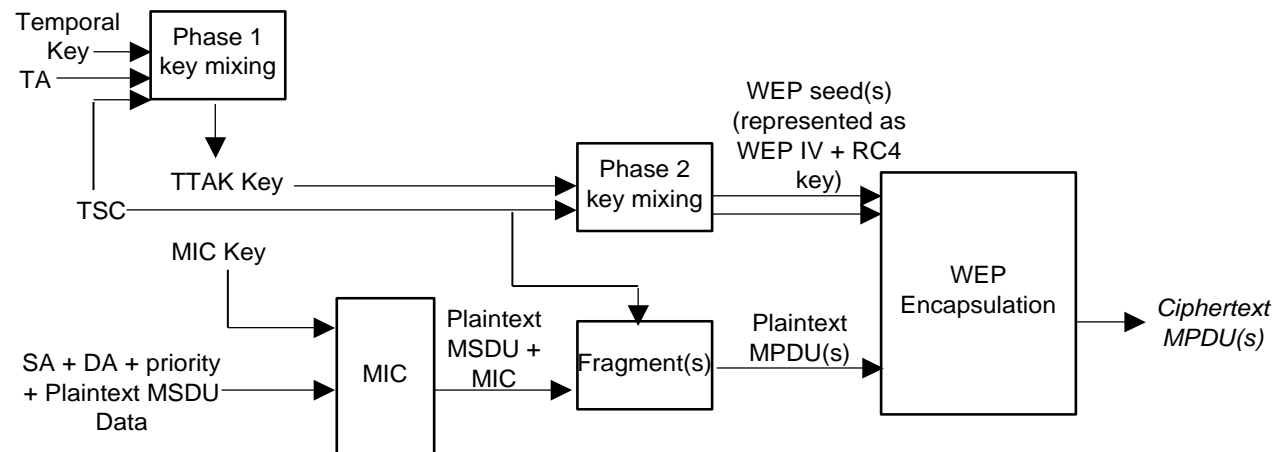 Temporal
Key
TA
Phase 1
key mixing
TTAK Key
TSC
Phase 2
key mixing
WEP seed(s)
(represented as
WEP IV + RC4
key)
MIC Key
SA + DA + priority
+ Plaintext MSDU
Data
MIC
Plaintext
MSDU +
MIC
Fragment(s)
Plaintext
MPDU(s)
WEP
Encapsulation
Ciphertext
MPDU(s)